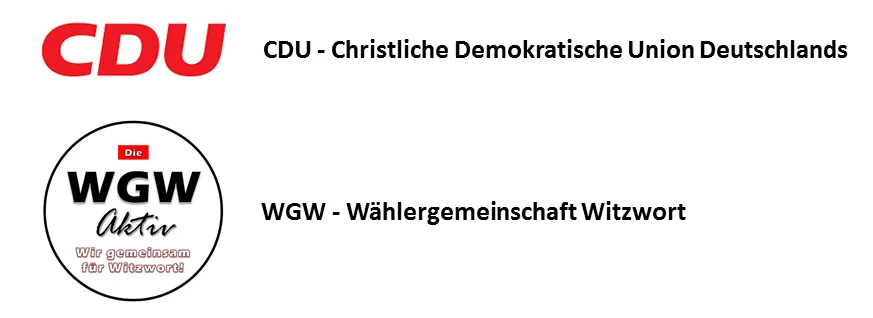 CDU
CDU - Christliche Demokratische Union Deutschlands
Die
WGW
Aktiv
Wir gemeinsam
für Witzwort!
WGW - Wählergemeinschaft Witzwort